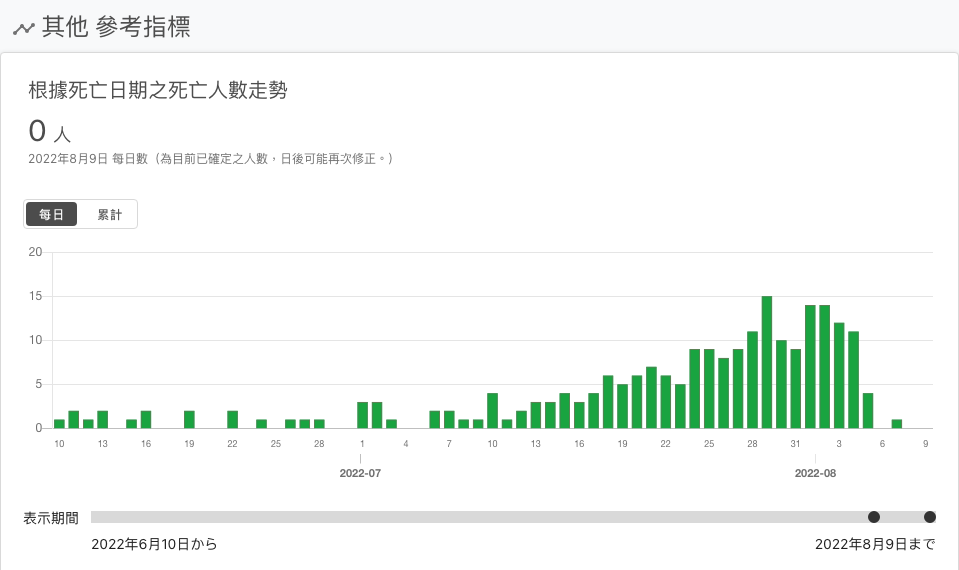 其他 參考指標
根據死亡日期之死亡人數走勢
0 人
2022年8月9日 每日數（為目前已確定之人數，日後可能再次修正。）
每日 累計
20
15
10
5
0
10 13 16 19 22 25 28 1 4 7 10 13 16 19 22 25 28 31 3 6 9
2022-07 2022-08
表示期間
2022年6月10日から 2022年8月9日まで